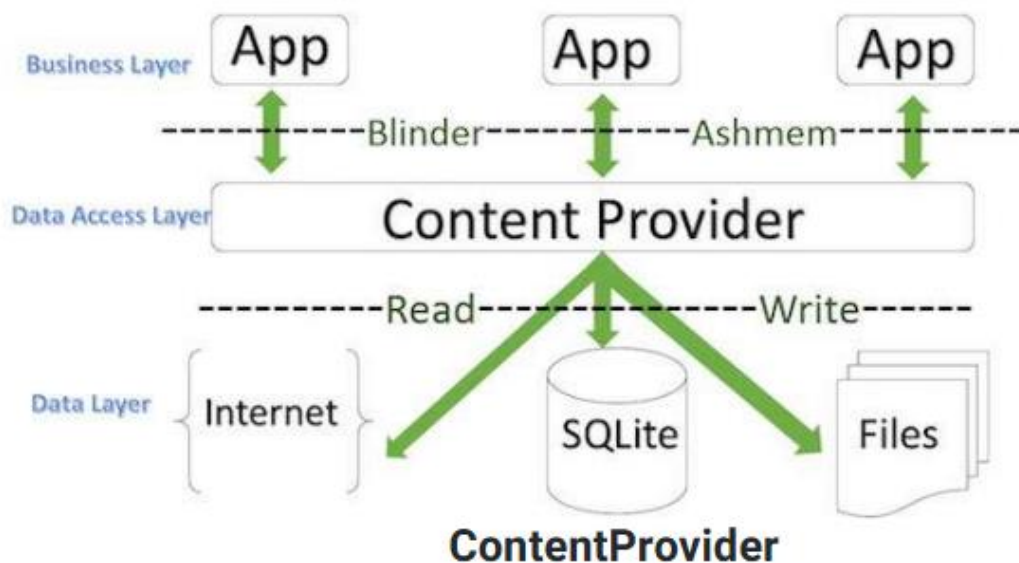 Business Layer App App App
Blinder Ashmem
Data Access Layer Content Provider
Read Write
Data Layer Internet SQLite Files
ContentProvider